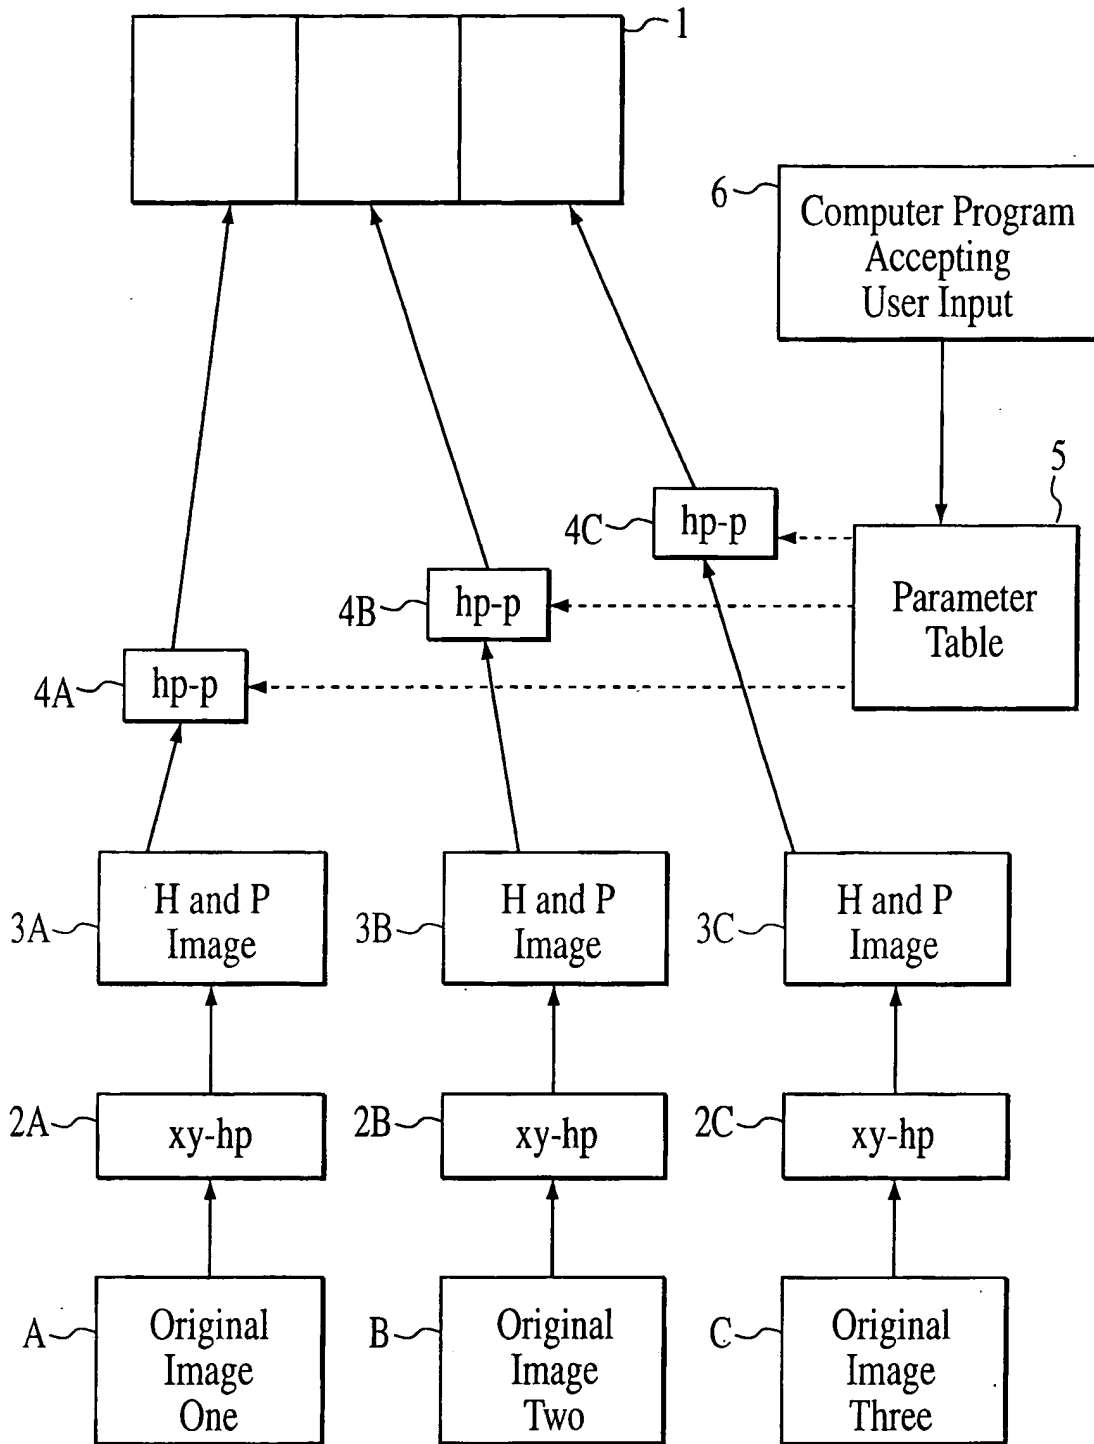 1
6
Computer Program
Accepting
User Input
5
4C
hp-p
4B
hp-p
Parameter
Table
4A
hp-p
3A
H and P
Image
3B
H and P
Image
3C
H and P
Image
2A
xy-hp
2B
xy-hp
2C
xy-hp
A
Original
Image
One
B
Original
Image
Two
C
Original
Image
Three